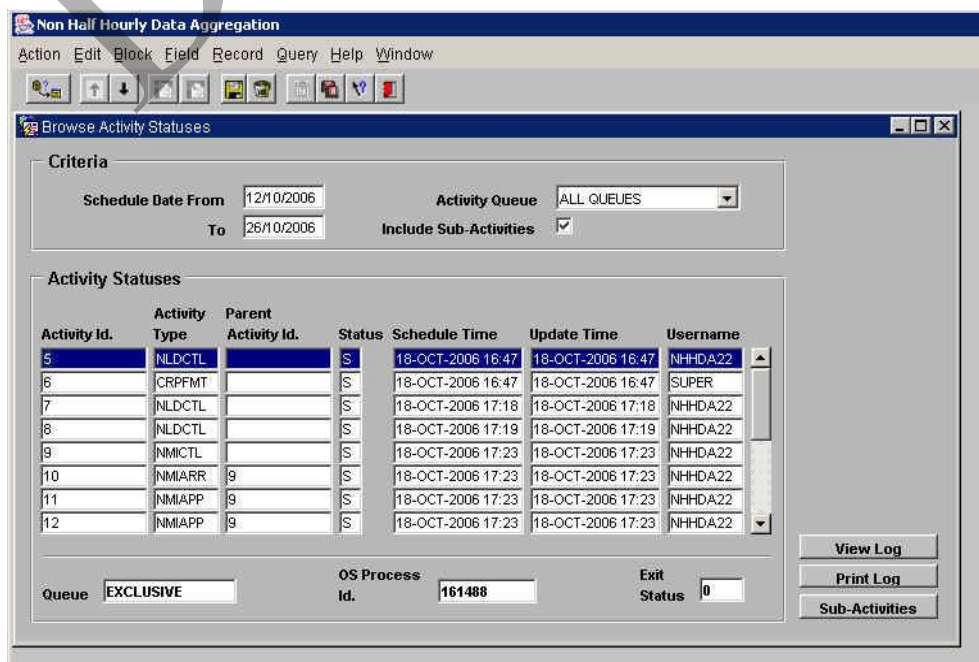 Non Half Hourly Data Aggregation
Action Edit Block Field Record Query Help Window
Browse Activity Statuses
Criteria
Schedule Date From 12/10/2006 Activity Queue ALL QUEUES
To 26/10/2006 Include Sub-Activities
Activity Statuses
Activity Parent
Activity Id. Type Activity Id. Status Schedule Time Update Time Username
5 NLDCTL S 18-OCT-2006 16:47 18-OCT-2006 16:47 NHHDA22
6 CRPFMT S 18-OCT-2006 16:47 18-OCT-2006 16:47 SUPER
7 NLDCTL S 18-OCT-2006 17:18 18-OCT-2006 17:18 NHHDA22
8 NLDCTL S 18-OCT-2006 17:19 18-OCT-2006 17:19 NHHDA22
9 NMICTL S 18-OCT-2006 17:23 18-OCT-2006 17:23 NHHDA22
10 NMIARR 9 S 18-OCT-2006 17:23 18-OCT-2006 17:23 NHHDA22
11 NMIAPP 9 S 18-OCT-2006 17:23 18-OCT-2006 17:23 NHHDA22
12 NMIAPP 9 S 18-OCT-2006 17:23 18-OCT-2006 17:23 NHHDA22
View Log
OS Process Exit
Queue EXCLUSIVE Id. 161488 Status 0
Print Log
Sub-Activities